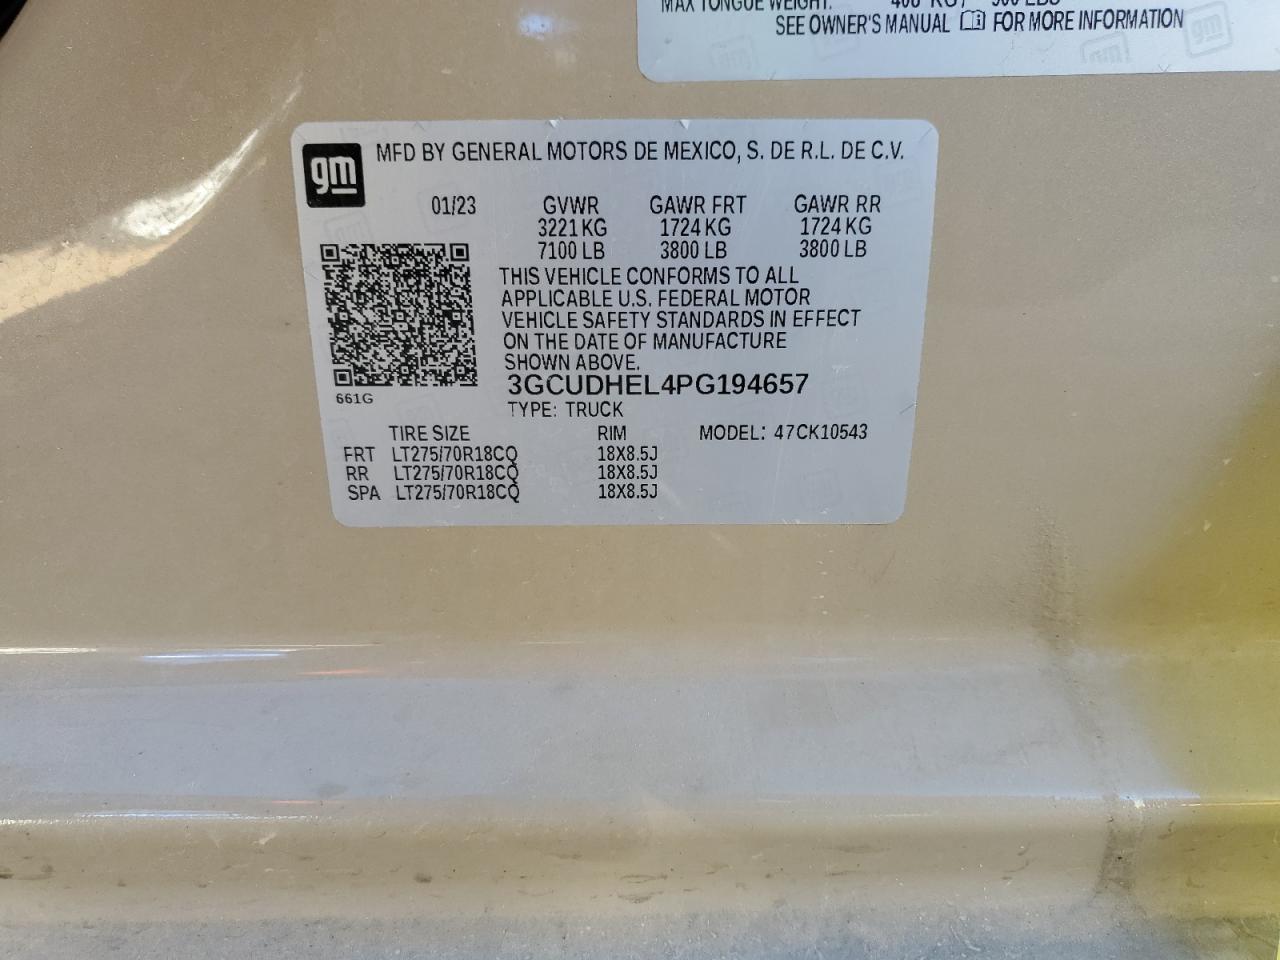 MAX TONGUE WEIGHT:
SEE OWNER'S MANUAL FOR MORE INFORMATION
gm
MFD BY GENERAL MOTORS DE MEXICO, S. DE R.L. DE C.V.
01/23 GVWR GAWR FRT GAWR RR
3221 KG 1724 KG 1724 KG
7100 LB 3800 LB 3800 LB
THIS VEHICLE CONFORMS TO ALL
APPLICABLE U.S. FEDERAL MOTOR
VEHICLE SAFETY STANDARDS IN EFFECT
ON THE DATE OF MANUFACTURE
SHOWN ABOVE.
661G
3GCUDHEL4PG194657
TYPE: TRUCK
TIRE SIZE RIM MODEL: 47CK10543
FRT LT275/70R18CQ 18X8.5J
RR LT275/70R18CQ 18X8.5J
SPA LT275/70R18CQ 18X8.5J